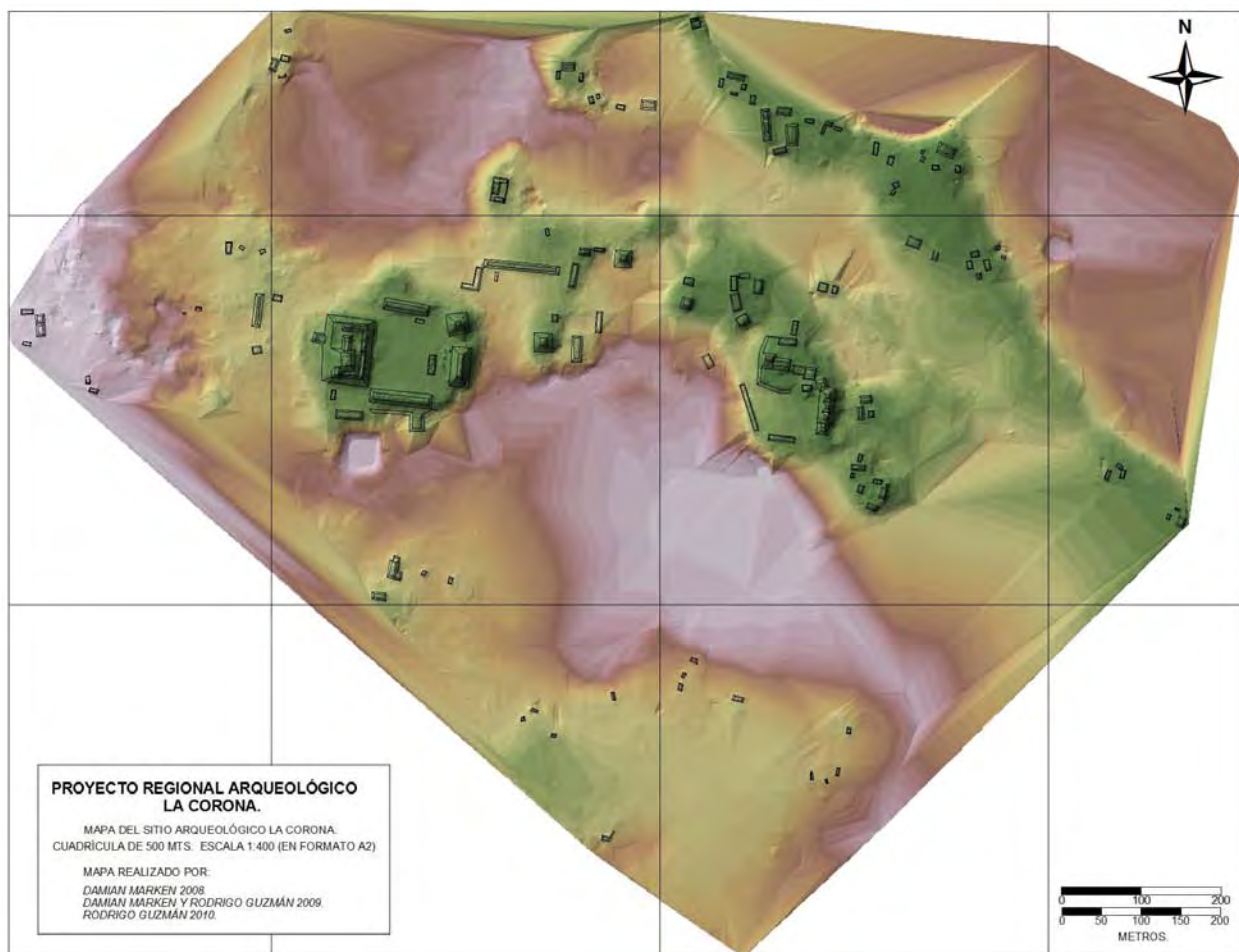 N
PROYECTO REGIONAL ARQUEOLÓGICO
LA CORONA.
MAPA DEL SITIO ARQUEOLÓGICO LA CORONA.
CUADRÍCULA DE 500 MTS. ESCALA 1:400 (EN FORMATO A2)
MAPA REALIZADO POR:
DAMIAN MARKEN 2008.
DAMIAN MARKEN Y RODRIGO GUZMÁN 2009.
RODRIGO GUZMÁN 2010.
0 100 200
0 50 100 150 200
METROS.